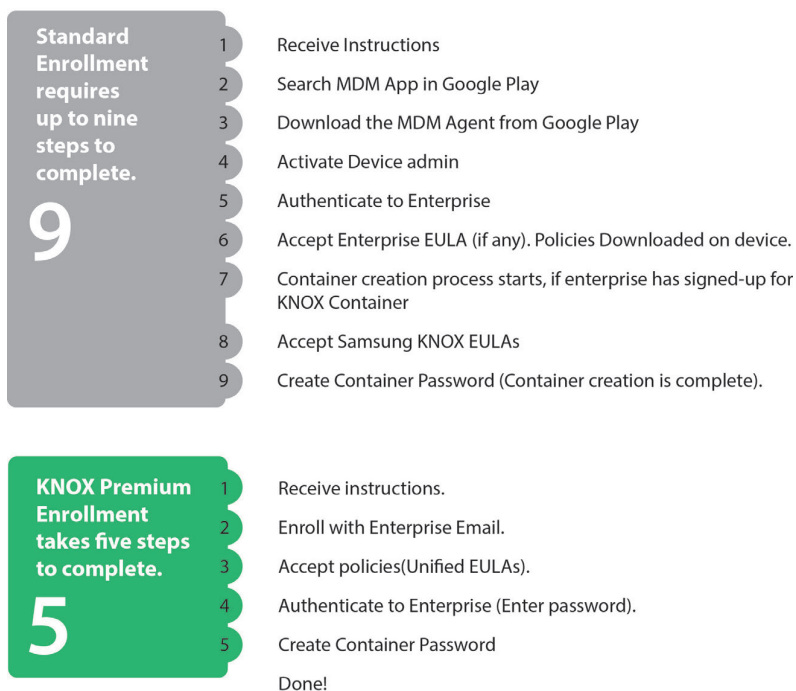 Standard
Enrollment
requires
up to nine
steps to
complete.
9
1 Receive Instructions
2 Search MDM App in Google Play
3 Download the MDM Agent from Google Play
4 Activate Device admin
5 Authenticate to Enterprise
6 Accept Enterprise EULA (if any). Policies Downloaded on device.
7 Container creation process starts, if enterprise has signed-up for
KNOX Container
8 Accept Samsung KNOX EULAs
9 Create Container Password (Container creation is complete).
KNOX Premium
Enrollment
takes five steps
to complete.
5
1 Receive instructions.
2 Enroll with Enterprise Email.
3 Accept policies(Unified EULAs).
4 Authenticate to Enterprise (Enter password).
5 Create Container Password
Done!